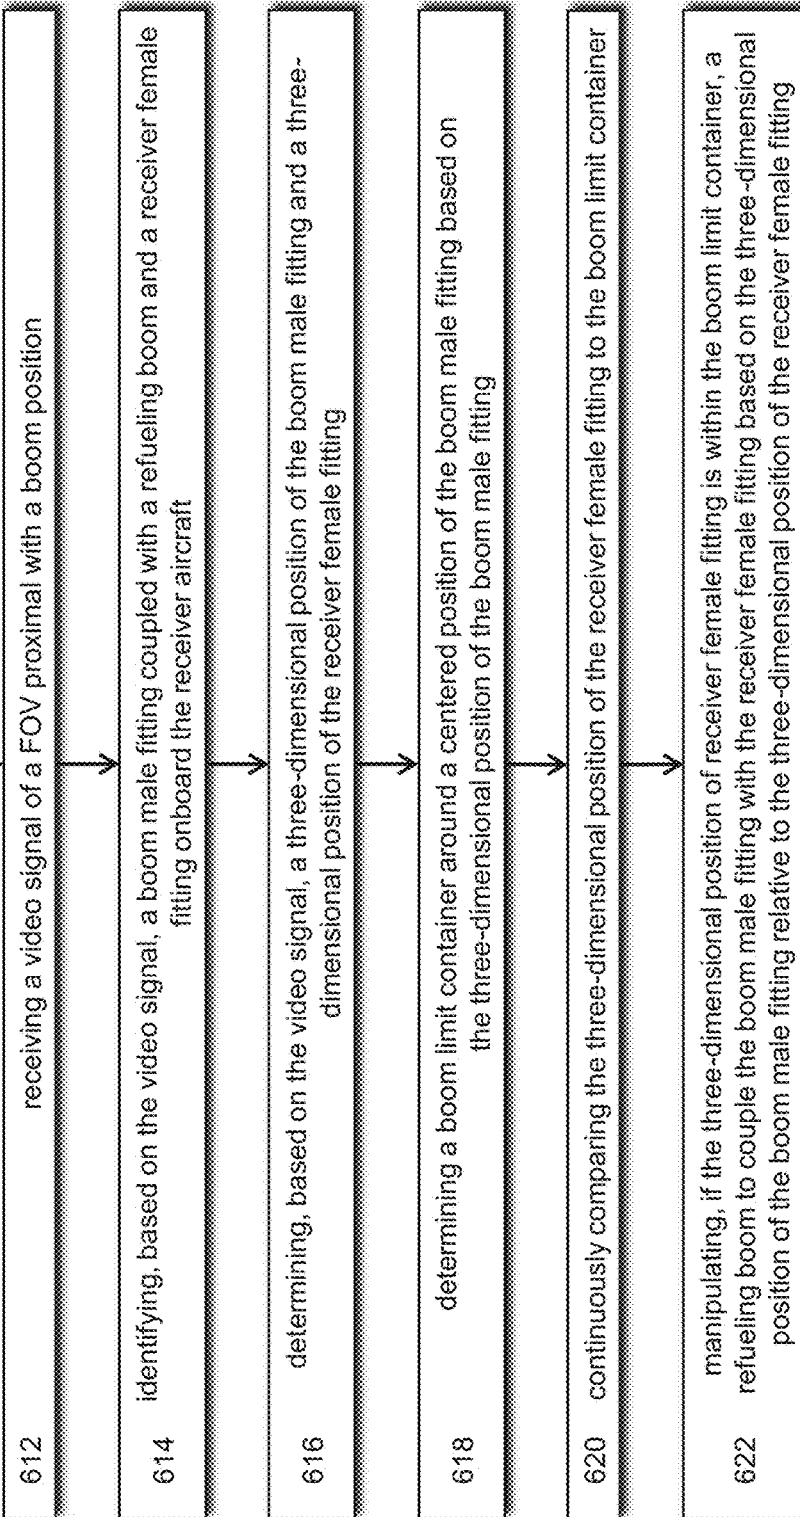 612
receiving a video signal of a FOV proximal with a boom position
614
identifying, based on the video signal, a boom male fitting coupled with a refueling boom and a receiver female
fitting onboard the receiver aircraft
616
determining, based on the video signal, a three-dimensional position of the boom male fitting and a three-
dimensional position of the receiver female fitting
618
determining a boom limit container around a centered position of the boom male fitting based on
the three-dimensional position of the boom male fitting
620
continuously comparing the three-dimensional position of the receiver female fitting to the boom limit container
622
manipulating, if the three-dimensional position of receiver female fitting is within the boom limit container, a
refueling boom to couple the boom male fitting with the receiver female fitting based on the three-dimensional
position of the boom male fitting relative to the three-dimensional position of the receiver female fitting